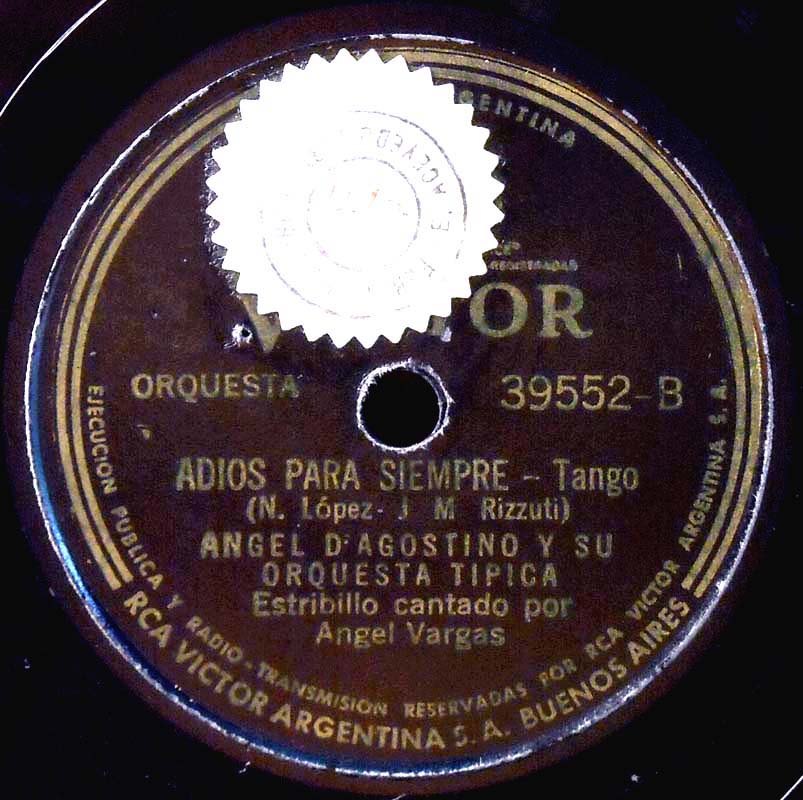 REGISTRADAS
ORQUESTA
39552-B
ADIOS PARA SIEMPRE - Tango
(N. López- J M Rizzuti)
ANGEL D'AGOSTINO Y SU
ORQUESTA TIPICA
Estribillo cantado por
Angel Vargas
EJECUCION PUBLICA Y RADIO-TRANSMISION RESERVADAS POR RCA VICTOR ARGENTINA S. A.
RCA VICTOR ARGENTINA S. A. BUENOS AIRES